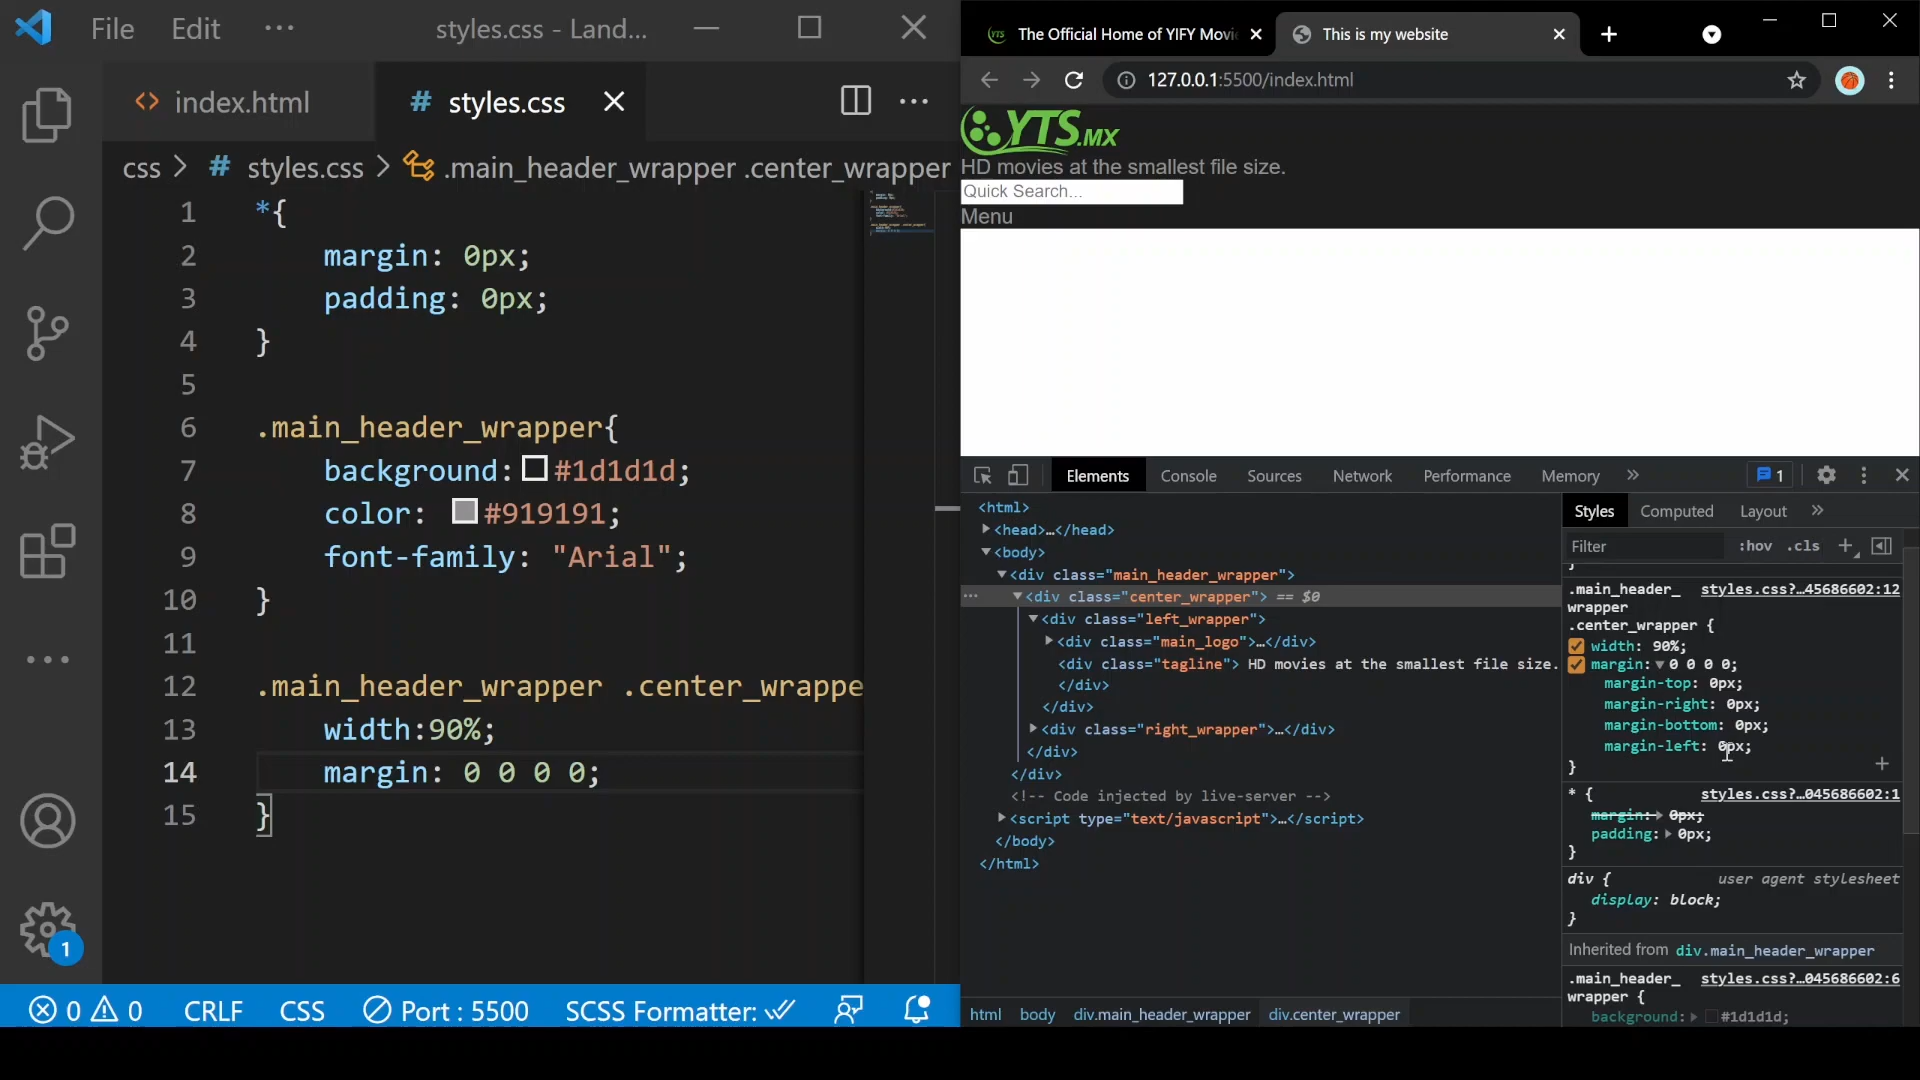 File Edit ... styles.css - Land...
index.html # styles.css
css > # styles.css > .main_header_wrapper .center_wrapper
1 *{
2 margin: 0px;
3 padding: 0px;
4 }
5
6 .main_header_wrapper{
7 background: #1d1d1d;
8 color: #919191;
9 font-family: "Arial";
10 }
11
12 .main_header_wrapper .center_wrappe
13 width:90%;
14 margin: 0 0 0 0;
15 }
1
0 0 CRLF CSS Port : 5500 SCSS Formatter:
The Official Home of YIFY Movi
This is my website
127.0.0.1:5500/index.html
YTS.MX
HD movies at the smallest file size.
Quick Search...
Menu
Elements Console Sources Network Performance Memory » 1
<html>
<head>…</head>
<body>
<div class="main_header_wrapper">
<div class="center_wrapper"> == $0
<div class="left_wrapper">
<div class="main_logo">…</div>
<div class="tagline"> HD movies at the smallest file size.
</div>
</div>
<div class="right_wrapper">…</div>
</div>
</div>
<!-- Code injected by live-server -->
<script type="text/javascript">…</script>
</body>
</html>
html body div.main_header_wrapper div.center_wrapper
Styles Computed Layout »
Filter :hov .cls +
}
.main_header_ styles.css?…45686602:12
wrapper
.center_wrapper {
width: 90%;
margin: 0 0 0 0;
margin-top: 0px;
margin-right: 0px;
margin-bottom: 0px;
margin-left: 0px;
}
* { styles.css?…045686602:1
margin: 0px;
padding: 0px;
}
div { user agent stylesheet
display: block;
}
Inherited from div.main_header_wrapper
.main_header_ styles.css?…045686602:6
wrapper {
background: #1d1d1d;